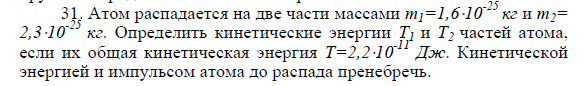 31. Атом распадается на две части массами m₁=1,6·10⁻²⁵ кг и m₂=
2,3·10⁻²⁵ кг. Определить кинетические энергии T₁ и T₂ частей атома,
если их общая кинетическая энергия T=2,2·10⁻¹¹ Дж. Кинетической
энергией и импульсом атома до распада пренебречь.